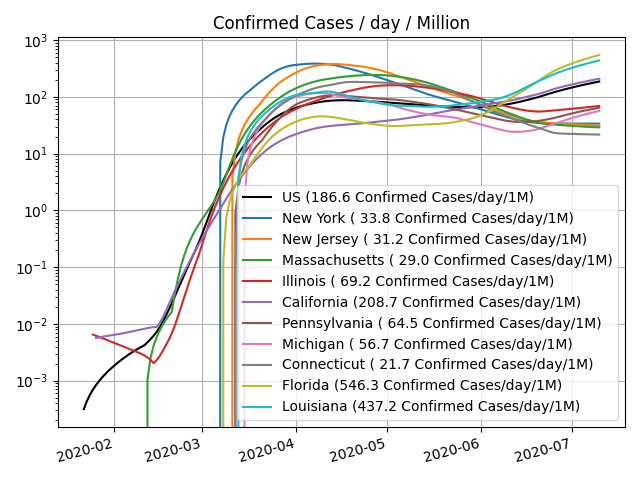 Confirmed Cases / day / Million
10³
10²
10¹
10⁰
10⁻¹
10⁻²
10⁻³
US (186.6 Confirmed Cases/day/1M)
New York ( 33.8 Confirmed Cases/day/1M)
New Jersey ( 31.2 Confirmed Cases/day/1M)
Massachusetts ( 29.0 Confirmed Cases/day/1M)
Illinois ( 69.2 Confirmed Cases/day/1M)
California (208.7 Confirmed Cases/day/1M)
Pennsylvania ( 64.5 Confirmed Cases/day/1M)
Michigan ( 56.7 Confirmed Cases/day/1M)
Connecticut ( 21.7 Confirmed Cases/day/1M)
Florida (546.3 Confirmed Cases/day/1M)
Louisiana (437.2 Confirmed Cases/day/1M)
2020-02 2020-03 2020-04 2020-05 2020-06 2020-07